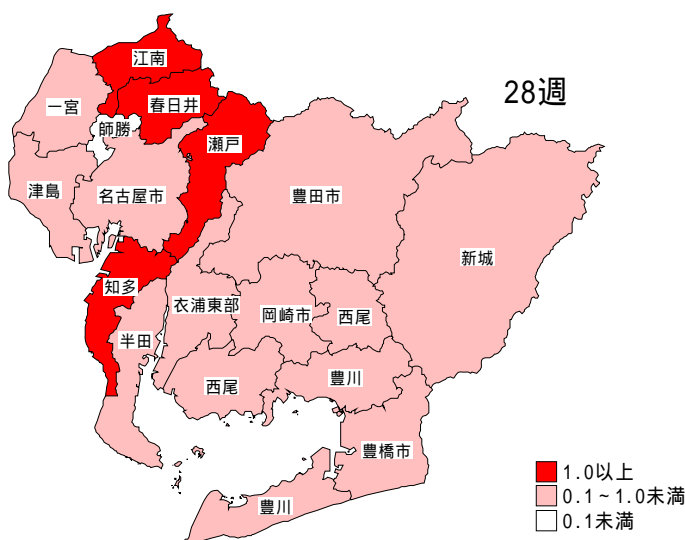 江南
28週
春日井
一宮
師勝
瀬戸
津島
名古屋市
豊田市
新城
知多
衣浦東部
岡崎市
西尾
半田
西尾
豊川
豊橋市
豊川
1.0以上
0.1~1.0未満
0.1未満